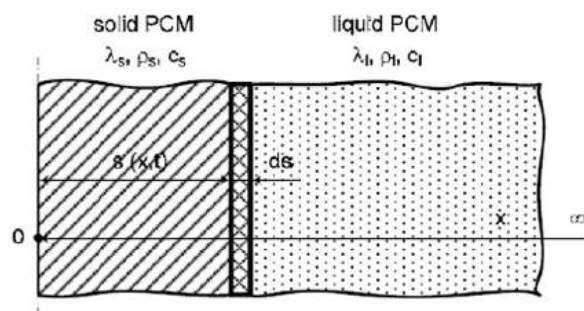 solid PCM liquid PCM
λs, ρs, cs λl, ρl, cl
s (x,t) ds
x
0 ∞